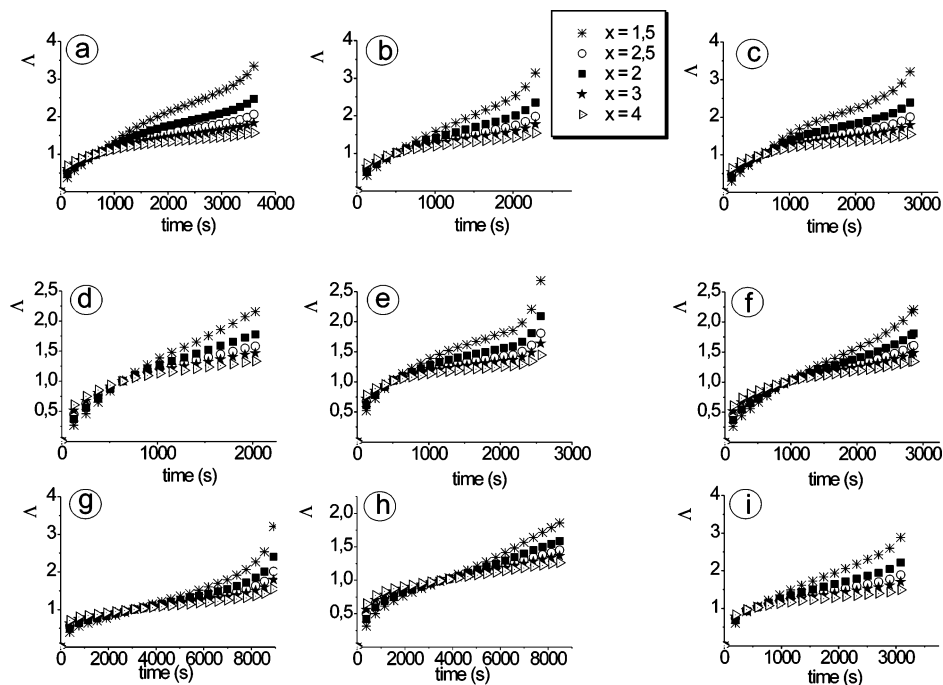 a
Λ
4
3
2
1
0 1000 2000 3000 4000
time (s)
b
Λ
4
3
2
1
0 1000 2000
time (s)
x = 1,5
x = 2,5
x = 2
x = 3
x = 4
c
Λ
4
3
2
1
0 1000 2000 3000
time (s)
d
Λ
2,5
2,0
1,5
1,0
0,5
0 1000 2000
time (s)
e
Λ
2,5
2,0
1,5
1,0
0,5
0 1000 2000 3000
time (s)
f
Λ
2,5
2,0
1,5
1,0
0,5
0 1000 2000 3000
time (s)
g
Λ
4
3
2
1
0 2000 4000 6000 8000
time (s)
h
Λ
2,0
1,5
1,0
0,5
0 2000 4000 6000 8000
time (s)
i
Λ
4
3
2
1
0 1000 2000 3000
time (s)